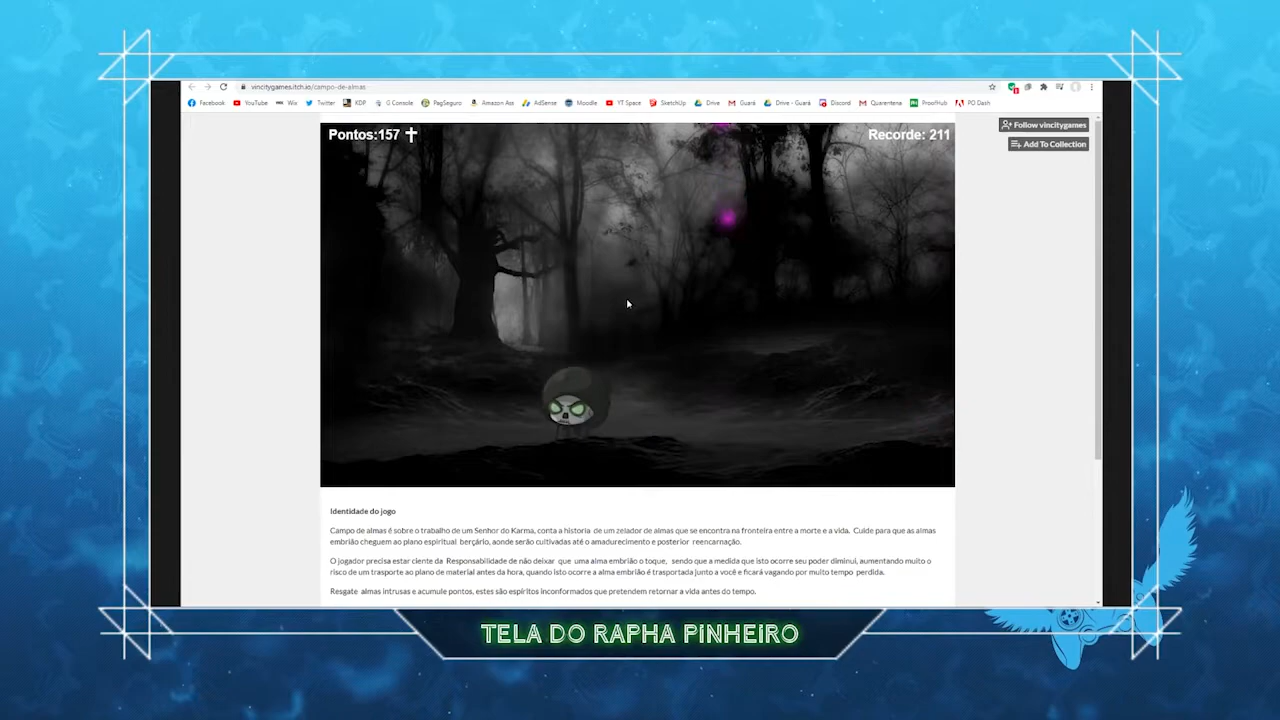 vincitygames.itch.io/campo-de-almas
Facebook YouTube Wix Twitter KDP G Console PagSeguro Amazon Ass AdSense Moodle YT Space SketchUp Drive Guará Drive - Guará Discord Quarentena ProofHub PO Dash
Pontos:157
Recorde: 211
Follow vincitygames
Add To Collection
Identidade do jogo
Campo de almas é sobre o trabalho de um Senhor do Karma, conta a historia de um zelador de almas que se encontra na fronteira entre a morte e a vida. Cuide para que as almas
embrião cheguem ao plano espiritual berçário, aonde serão cultivadas até o amadurecimento e posterior reencarnação.
O jogador precisa estar ciente da Responsabilidade de não deixar que uma alma embrião o toque, sendo que a medida que isto ocorre seu poder diminui, aumentando muito o
risco de um trasporte ao plano de material antes da hora, quando isto ocorre a alma embrião é trasportada junto a você e ficará vagando por muito tempo perdida.
Resgate almas intrusas e acumule pontos, estes são espíritos inconformados que pretendem retornar a vida antes do tempo.
TELA DO RAPHA PINHEIRO